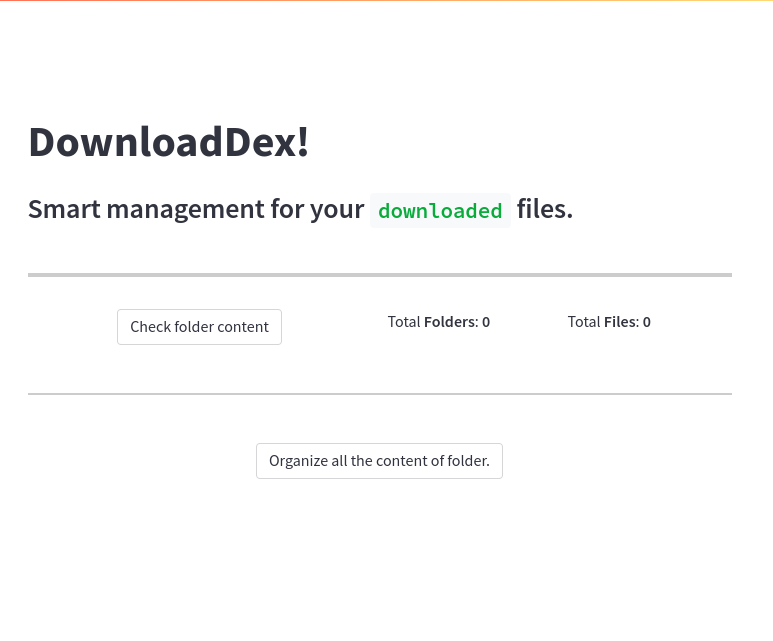 DownloadDex!
Smart management for your downloaded files.
Check folder content
Total Folders: 0
Total Files: 0
Organize all the content of folder.